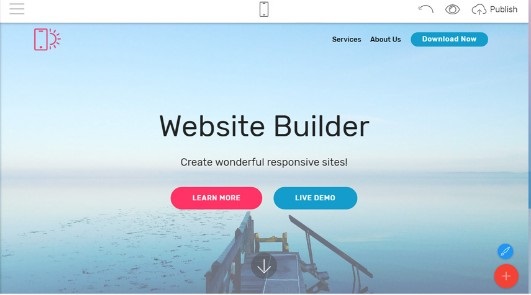 Publish
Services About Us Download Now
Website Builder
Create wonderful responsive sites!
LEARN MORE LIVE DEMO